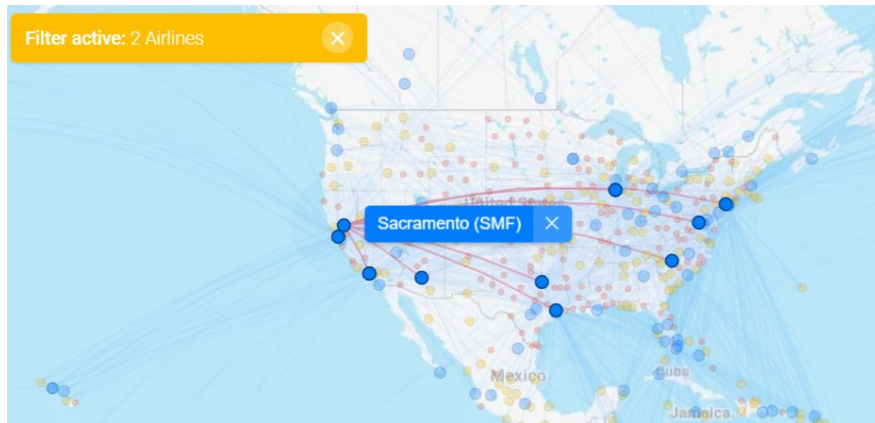 Filter active: 2 Airlines
United States
Sacramento (SMF)
Mexico
Cuba
Jamaica